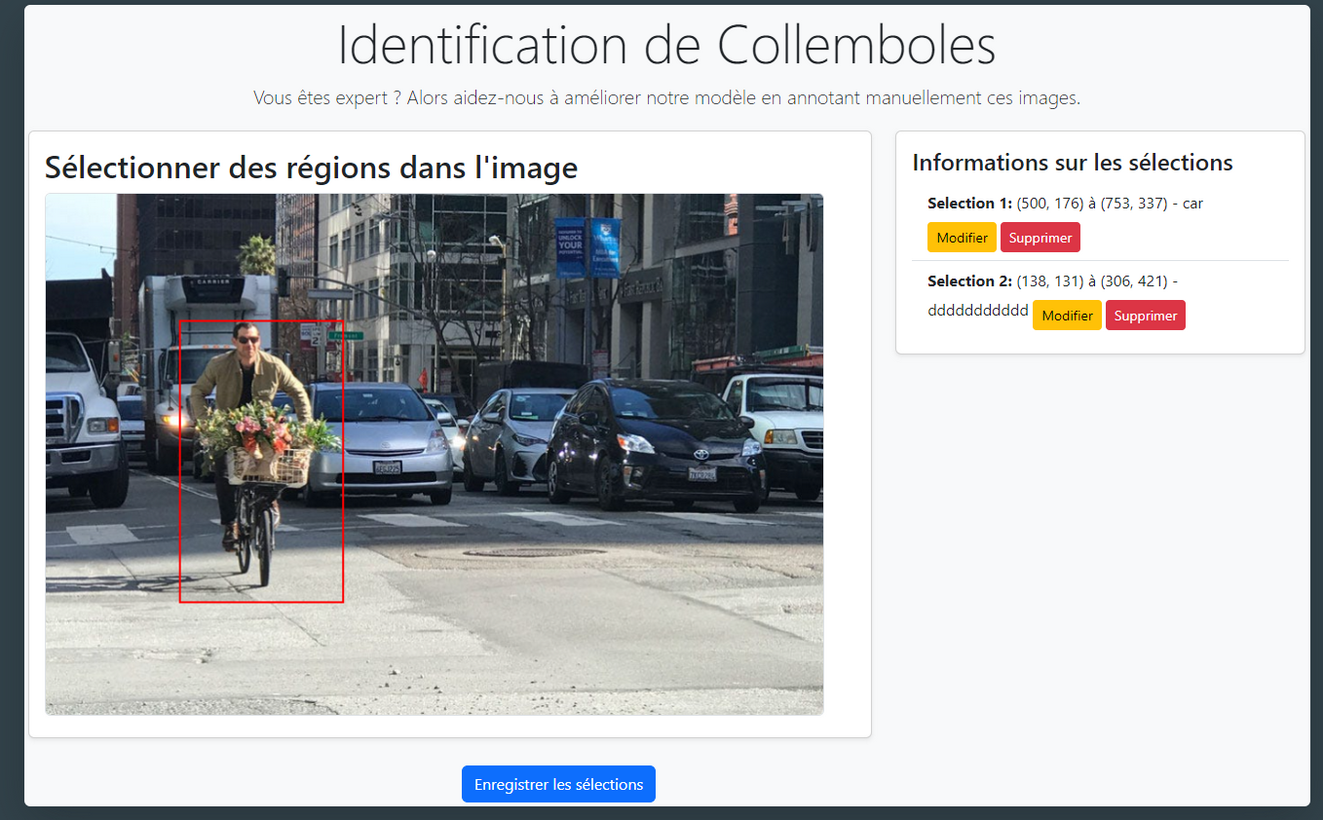 Identification de Collemboles
Vous êtes expert ? Alors aidez-nous à améliorer notre modèle en annotant manuellement ces images.
Sélectionner des régions dans l'image
CARRIER
UNLOCK
YOUR
Informations sur les sélections
Selection 1: (500, 176) à (753, 337) - car
Modifier Supprimer
Selection 2: (138, 131) à (306, 421) -
ddddddddddd Modifier Supprimer
Enregistrer les sélections